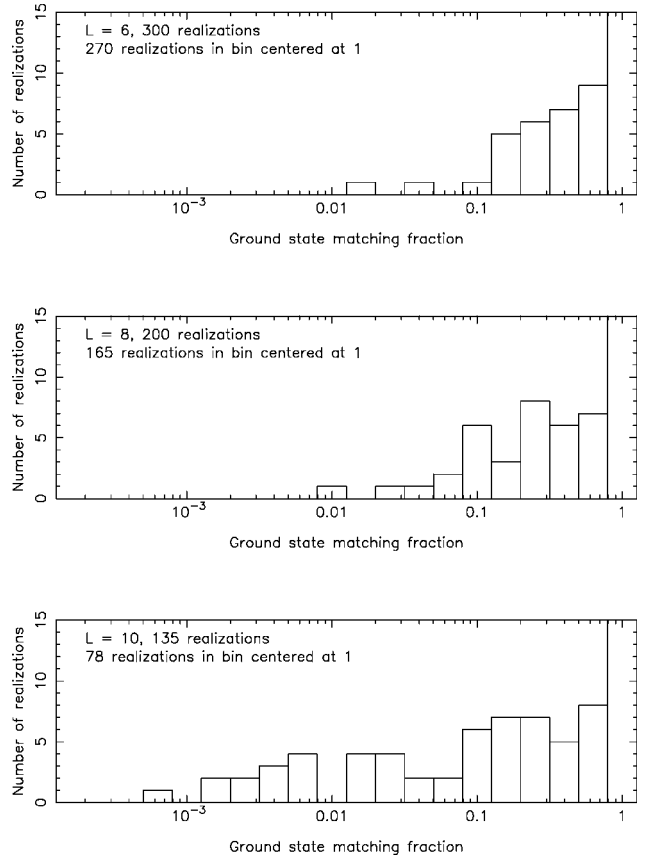 15
L = 6, 300 realizations
270 realizations in bin centered at 1
10
5
0
Number of realizations
10⁻³ 0.01 0.1 1
Ground state matching fraction
15
L = 8, 200 realizations
165 realizations in bin centered at 1
10
5
0
Number of realizations
10⁻³ 0.01 0.1 1
Ground state matching fraction
15
L = 10, 135 realizations
78 realizations in bin centered at 1
10
5
0
Number of realizations
10⁻³ 0.01 0.1 1
Ground state matching fraction